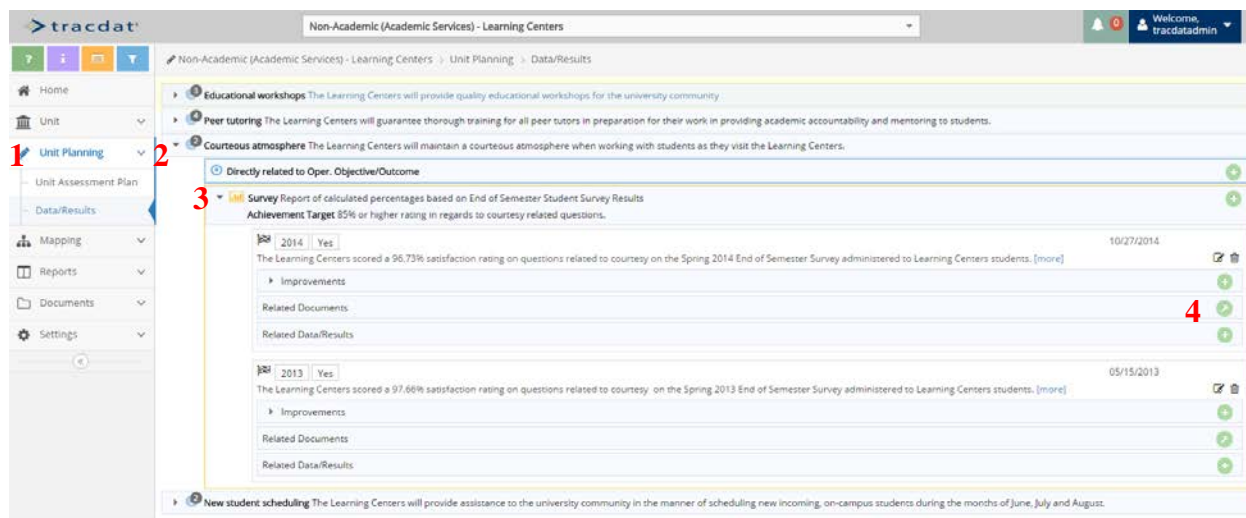 tracdat
Non-Academic (Academic Services) - Learning Centers
0
Welcome,
tracdatadmin
? i
Non-Academic (Academic Services) - Learning Centers > Unit Planning > Data/Results
Home
Unit
1 Unit Planning
Unit Assessment Plan
Data/Results
Mapping
Reports
Documents
Settings
Educational workshops The Learning Centers will provide quality educational workshops for the university community
Peer tutoring The Learning Centers will guarantee thorough training for all peer tutors in preparation for their work in providing academic accountability and mentoring to students.
2 Courteous atmosphere The Learning Centers will maintain a courteous atmosphere when working with students as they visit the Learning Centers.
Directly related to Oper. Objective/Outcome
3 Survey Report of calculated percentages based on End of Semester Student Survey Results
Achievement Target 85% or higher rating in regards to courtesy related questions.
2014 Yes 10/27/2014
The Learning Centers scored a 96.73% satisfaction rating on questions related to courtesy on the Spring 2014 End of Semester Survey administered to Learning Centers students. [more]
Improvements
Related Documents 4
Related Data/Results
2013 Yes 05/15/2013
The Learning Centers scored a 97.66% satisfaction rating on questions related to courtesy on the Spring 2013 End of Semester Survey administered to Learning Centers students. [more]
Improvements
Related Documents
Related Data/Results
New student scheduling The Learning Centers will provide assistance to the university community in the manner of scheduling new incoming, on-campus students during the months of June, July and August.